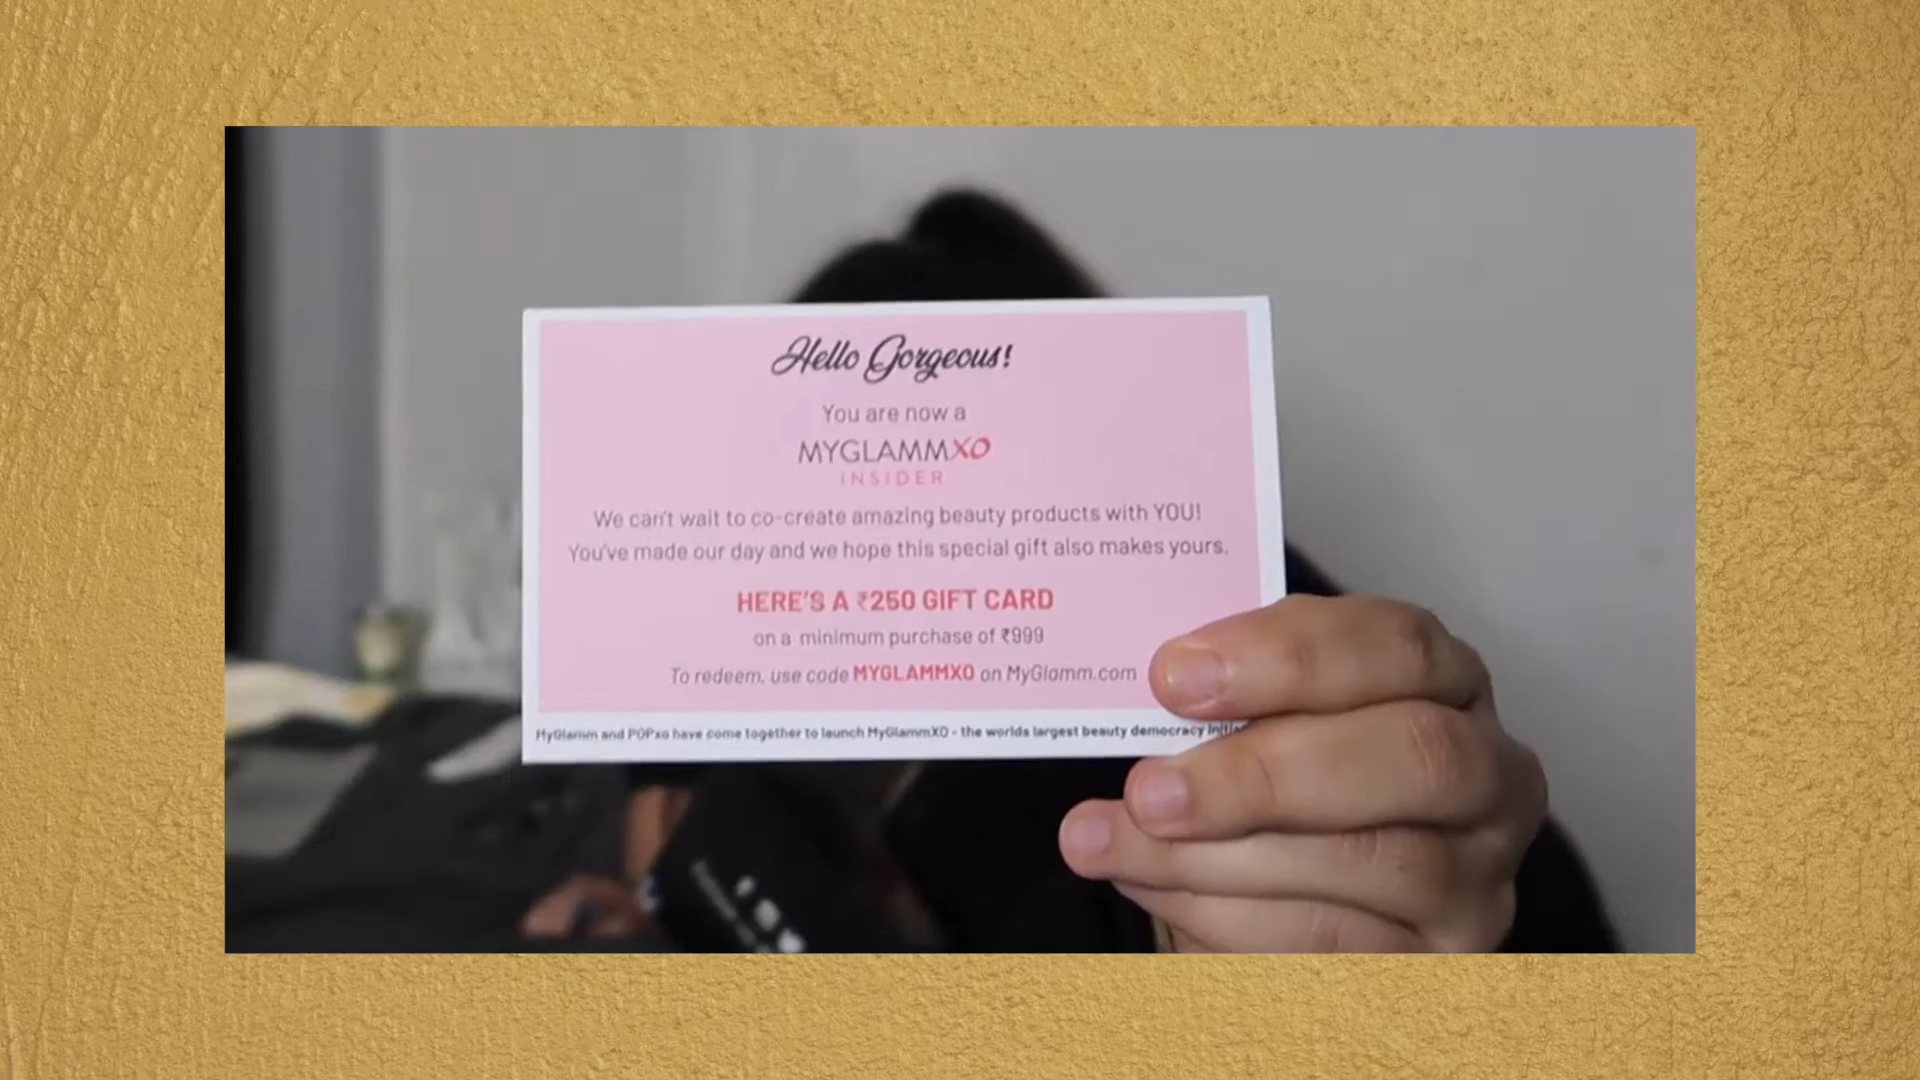 Hello Gorgeous!
You are now a
MYGLAMMXO
INSIDER
We can't wait to co-create amazing beauty products with YOU!
You've made our day and we hope this special gift also makes yours.
HERE'S A ₹250 GIFT CARD
on a minimum purchase of ₹999
To redeem, use code MYGLAMMXO on MyGlamm.com
MyGlamm and POPxo have come together to launch MyGlammXO - the worlds largest beauty democracy